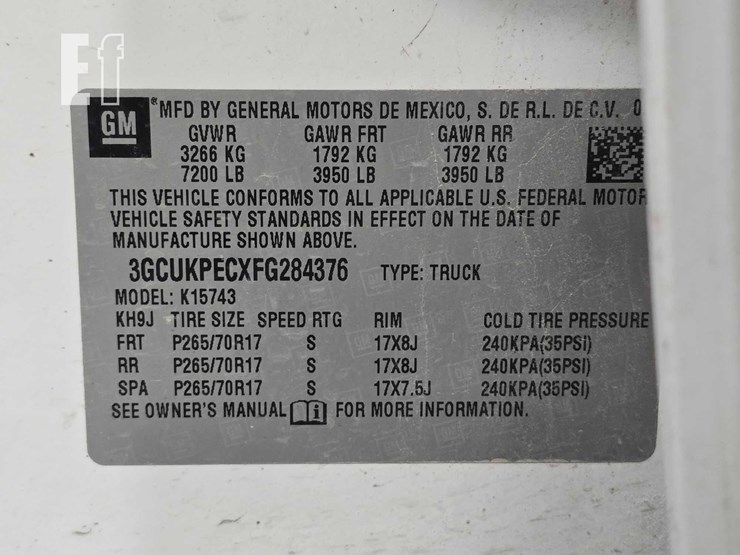 Ef
GM
®MFD BY GENERAL MOTORS DE MEXICO, S. DE R.L. DE C.V. 0
GVWR GAWR FRT GAWR RR
3266 KG 1792 KG 1792 KG
7200 LB 3950 LB 3950 LB
THIS VEHICLE CONFORMS TO ALL APPLICABLE U.S. FEDERAL MOTOR
VEHICLE SAFETY STANDARDS IN EFFECT ON THE DATE OF
MANUFACTURE SHOWN ABOVE.
3GCUKPECXFG284376 TYPE: TRUCK
MODEL: K15743
KH9J TIRE SIZE SPEED RTG RIM COLD TIRE PRESSURE
FRT P265/70R17 S 17X8J 240KPA(35PSI)
RR P265/70R17 S 17X8J 240KPA(35PSI)
SPA P265/70R17 S 17X7.5J 240KPA(35PSI)
SEE OWNER'S MANUAL i FOR MORE INFORMATION.